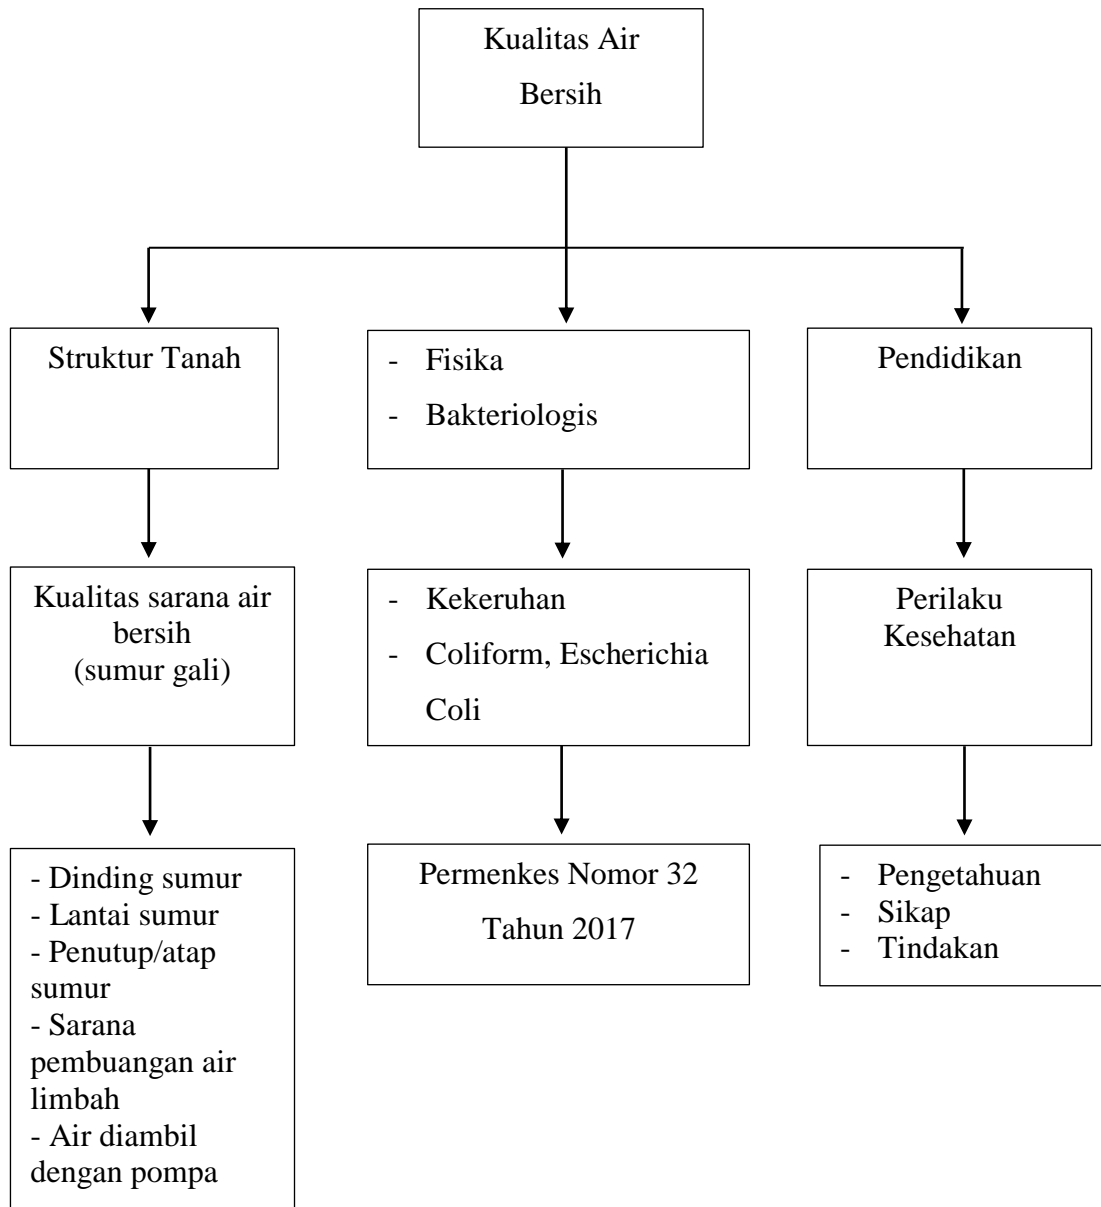 Kualitas Air
Bersih
Struktur Tanah
- Fisika
- Bakteriologis
Pendidikan
Kualitas sarana air
bersih
(sumur gali)
- Kekeruhan
- Coliform, Escherichia
Coli
Perilaku
Kesehatan
- Dinding sumur
- Lantai sumur
- Penutup/atap
sumur
- Sarana
pembuangan air
limbah
- Air diambil
dengan pompa
Permenkes Nomor 32
Tahun 2017
- Pengetahuan
- Sikap
- Tindakan